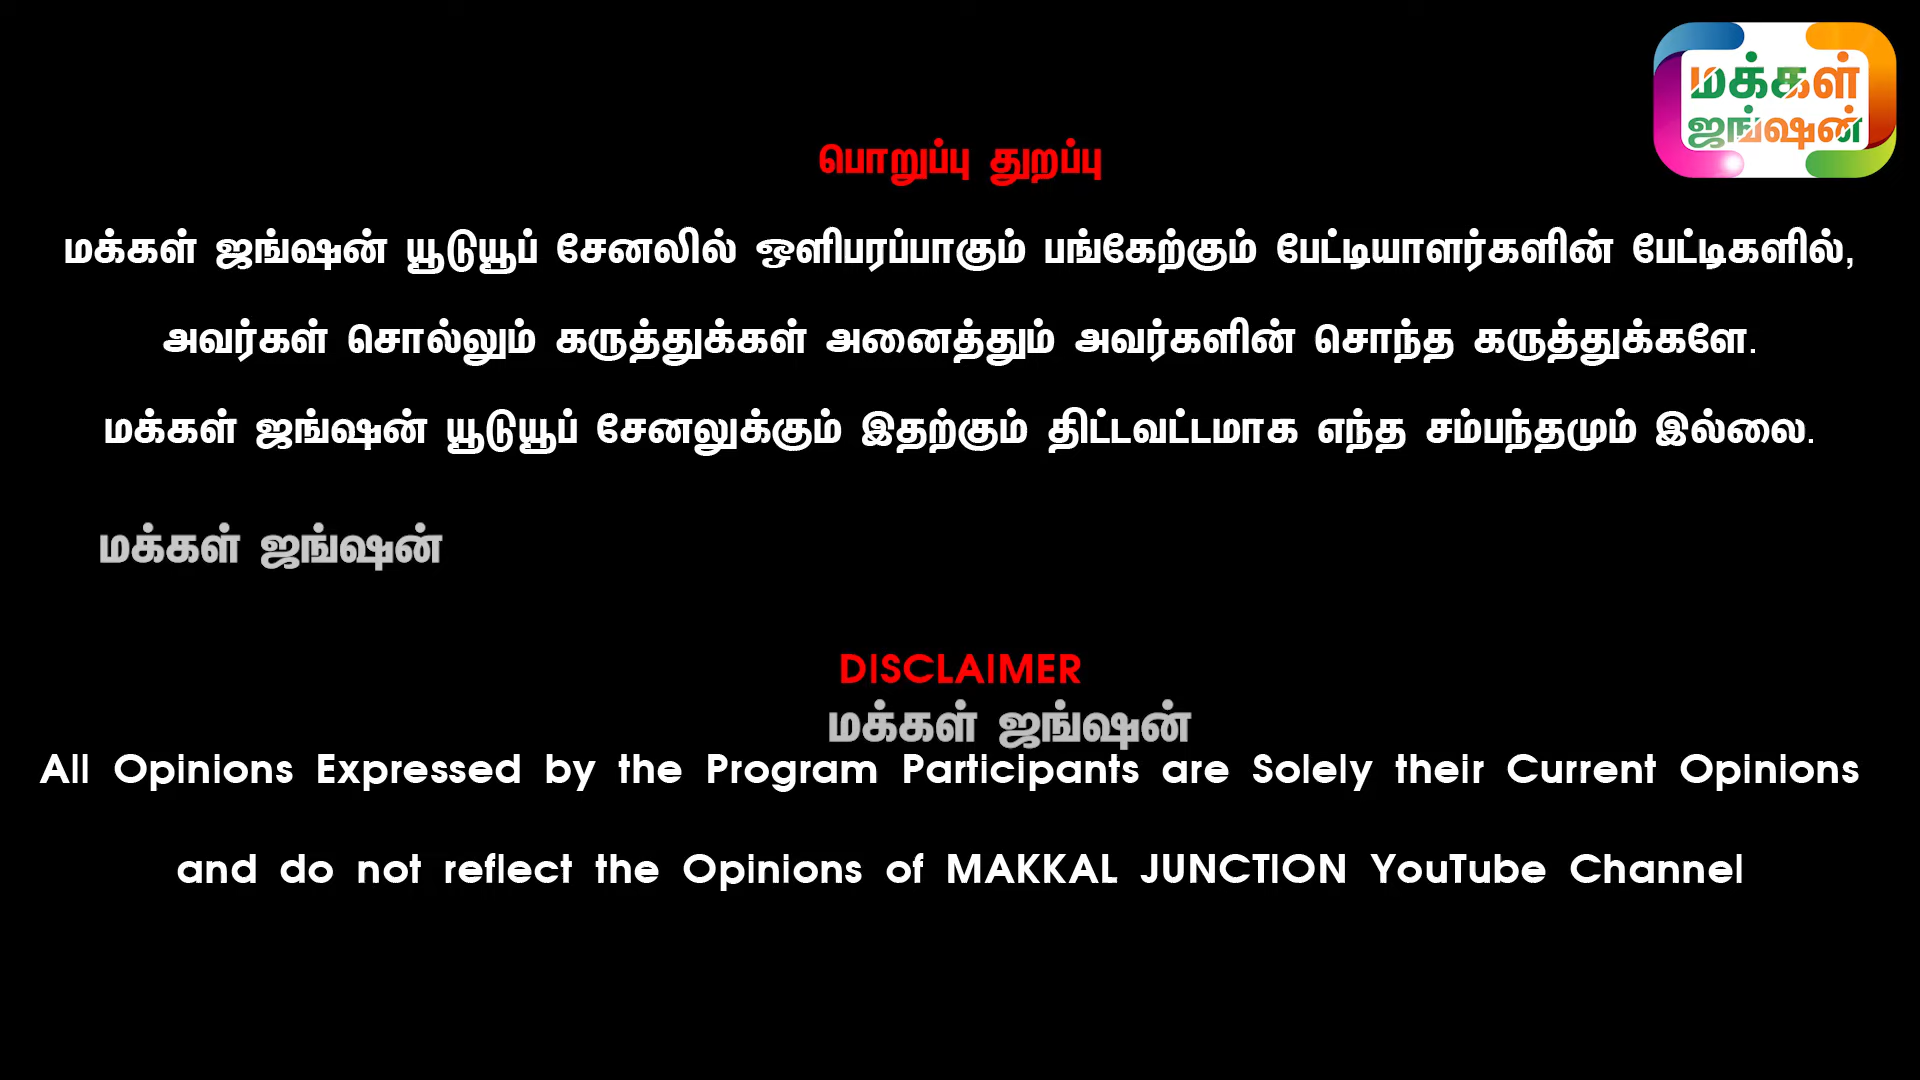 மக்கள்
ஜங்ஷன்
பொறுப்பு துறப்பு
மக்கள் ஜங்ஷன் யூடுயூப் சேனலில் ஒளிபரப்பாகும் பங்கேற்கும் பேட்டியாளர்களின் பேட்டிகளில்,
அவர்கள் சொல்லும் கருத்துக்கள் அனைத்தும் அவர்களின் சொந்த கருத்துக்களே.
மக்கள் ஜங்ஷன் யூடுயூப் சேனலுக்கும் இதற்கும் திட்டவட்டமாக எந்த சம்பந்தமும் இல்லை.
மக்கள் ஜங்ஷன்
DISCLAIMER
மக்கள் ஜங்ஷன்
All Opinions Expressed by the Program Participants are Solely their Current Opinions
and do not reflect the Opinions of MAKKAL JUNCTION YouTube Channel